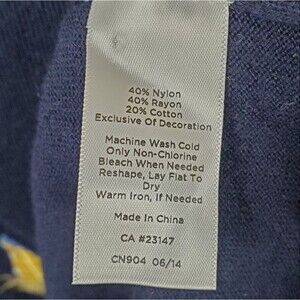 40% Nylon
40% Rayon
20% Cotton
Exclusive Of Decoration
Machine Wash Cold
Only Non-Chlorine
Bleach When Needed
Reshape, Lay Flat To
Dry
Warm Iron, If Needed
Made In China
CA #23147
CN904 06/14